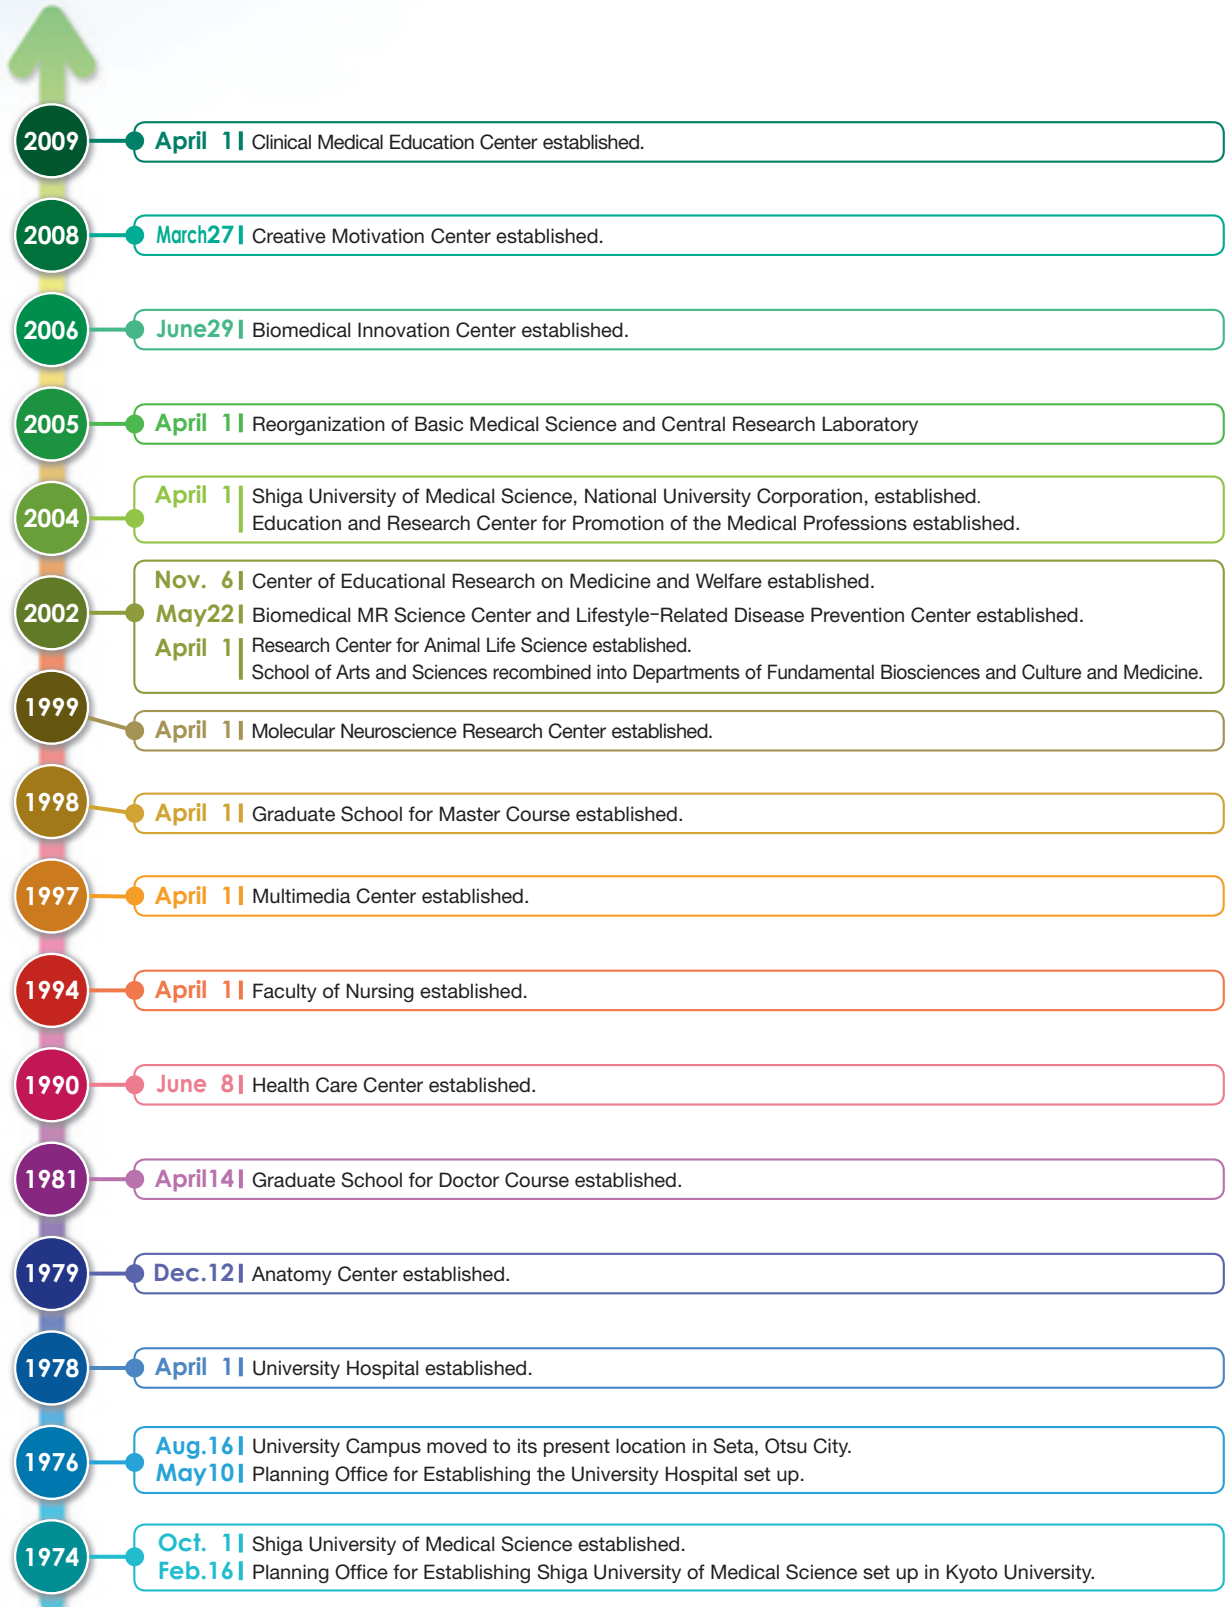 2009
April 1 Clinical Medical Education Center established.
2008
March27 Creative Motivation Center established.
2006
June29 Biomedical Innovation Center established.
2005
April 1 Reorganization of Basic Medical Science and Central Research Laboratory
2004
April 1 Shiga University of Medical Science, National University Corporation, established.
Education and Research Center for Promotion of the Medical Professions established.
2002
Nov. 6 Center of Educational Research on Medicine and Welfare established.
May22 Biomedical MR Science Center and Lifestyle-Related Disease Prevention Center established.
April 1 Research Center for Animal Life Science established.
School of Arts and Sciences recombined into Departments of Fundamental Biosciences and Culture and Medicine.
1999
April 1 Molecular Neuroscience Research Center established.
1998
April 1 Graduate School for Master Course established.
1997
April 1 Multimedia Center established.
1994
April 1 Faculty of Nursing established.
1990
June 8 Health Care Center established.
1981
April14 Graduate School for Doctor Course established.
1979
Dec.12 Anatomy Center established.
1978
April 1 University Hospital established.
1976
Aug.16 University Campus moved to its present location in Seta, Otsu City.
May10 Planning Office for Establishing the University Hospital set up.
1974
Oct. 1 Shiga University of Medical Science established.
Feb.16 Planning Office for Establishing Shiga University of Medical Science set up in Kyoto University.